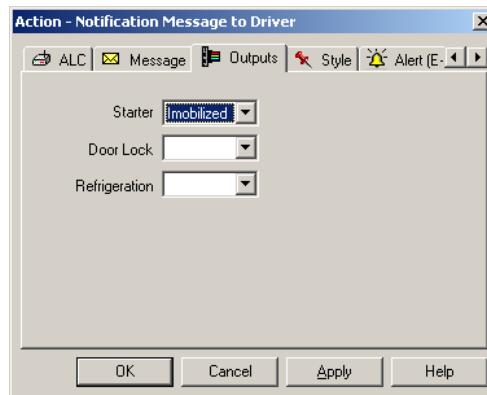 Action - Notification Message to Driver
ALC Message Outputs Style Alert (E-
Starter Imobilized
Door Lock
Refrigeration
OK Cancel Apply Help